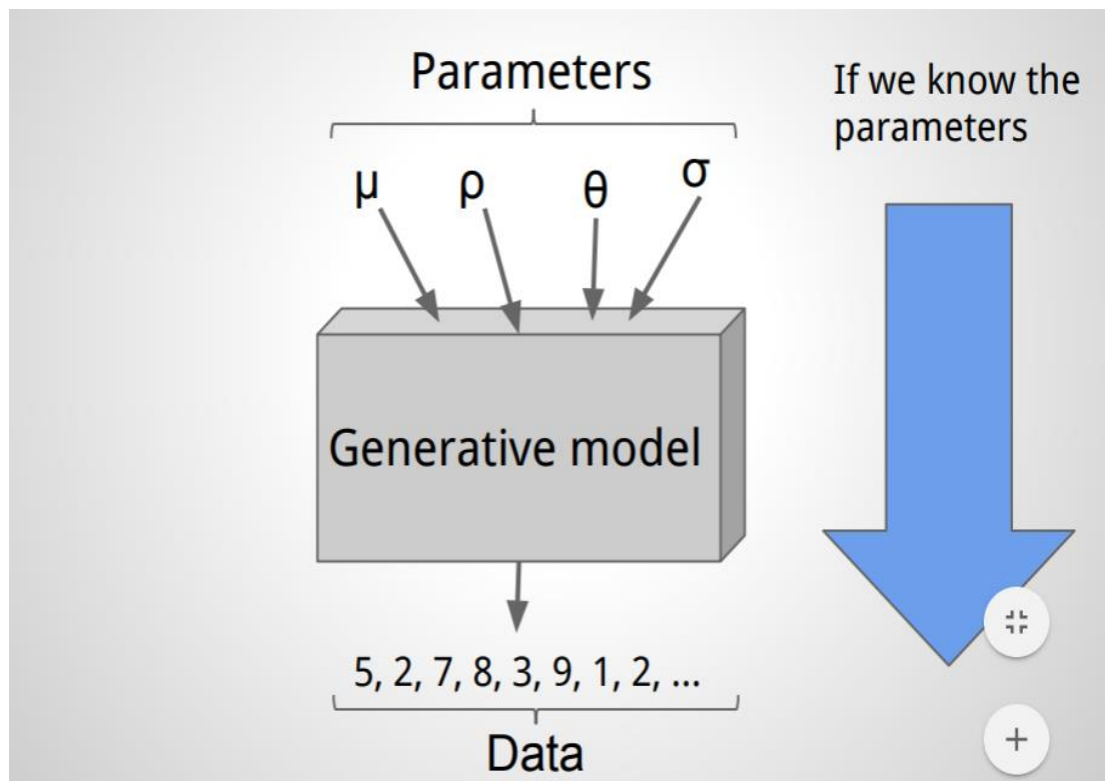 Parameters
If we know the
parameters
μ ρ θ σ
Generative model
5, 2, 7, 8, 3, 9, 1, 2, ...
Data